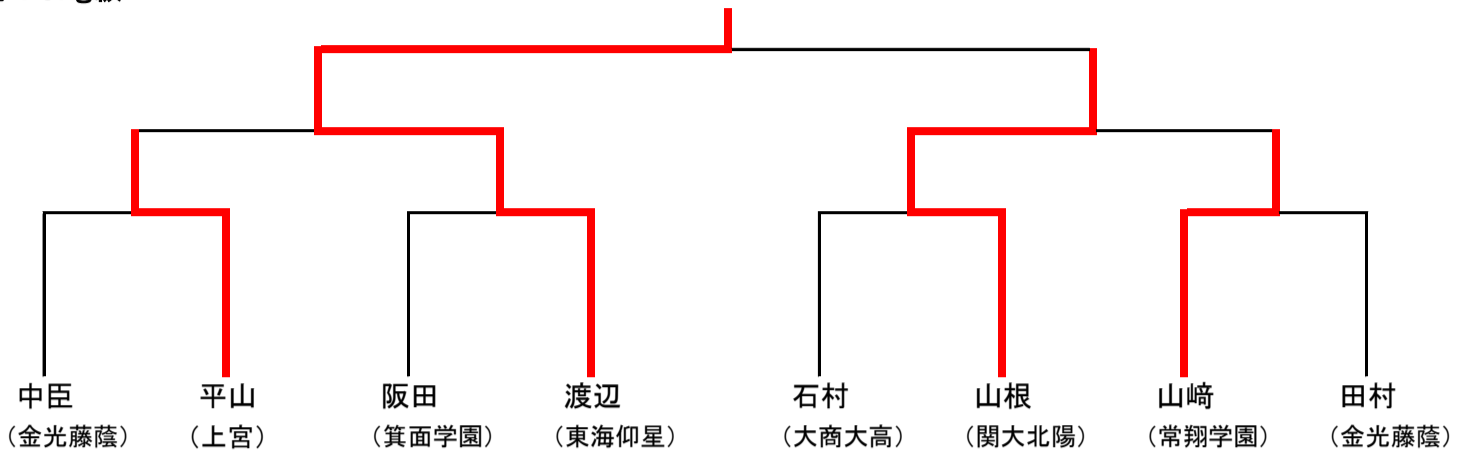 中臣 平山 阪田 渡辺 石村 山根 山﨑 田村
（金光藤蔭） （上宮） （箕面学園） （東海仰星） （大商大高） （関大北陽） （常翔学園） （金光藤蔭）